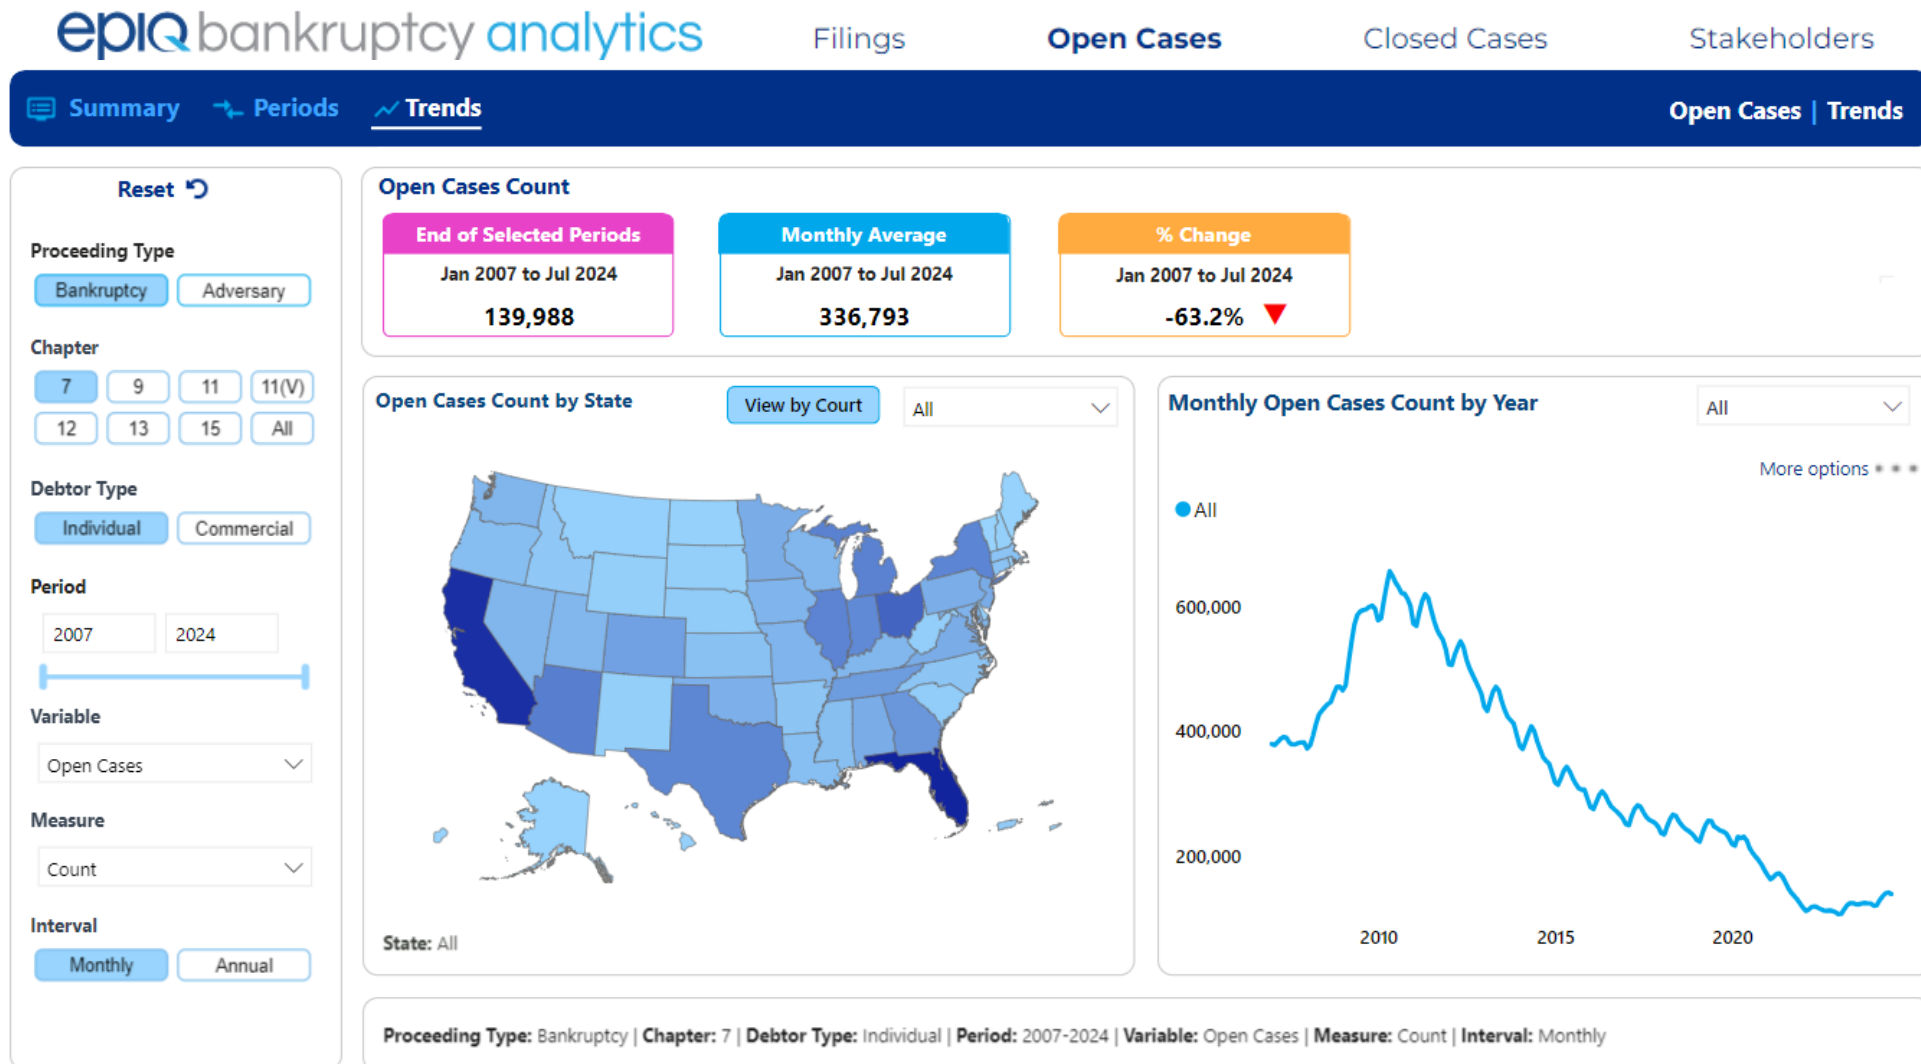 epiq bankruptcy analytics
Filings
Open Cases
Closed Cases
Stakeholders
Summary
Periods
Trends
Open Cases | Trends
Reset
Proceeding Type
Bankruptcy
Adversary
Chapter
7
9
11
11(V)
12
13
15
All
Debtor Type
Individual
Commercial
Period
2007
2024
Variable
Open Cases
Measure
Count
Interval
Monthly
Annual
Open Cases Count
End of Selected Periods
Jan 2007 to Jul 2024
139,988
Monthly Average
Jan 2007 to Jul 2024
336,793
% Change
Jan 2007 to Jul 2024
-63.2%
Open Cases Count by State
View by Court
All
State: All
Monthly Open Cases Count by Year
All
More options
All
600,000
400,000
200,000
2010
2015
2020
Proceeding Type: Bankruptcy | Chapter: 7 | Debtor Type: Individual | Period: 2007-2024 | Variable: Open Cases | Measure: Count | Interval: Monthly